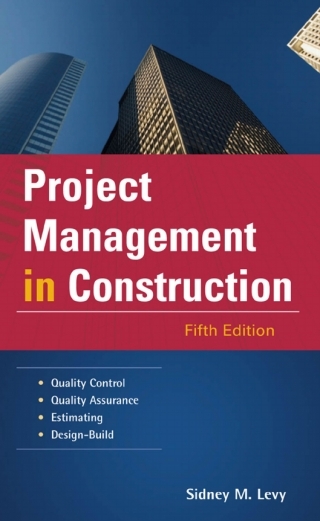 Project
Management
in Construction
Fifth Edition
• Quality Control
• Quality Assurance
• Estimating
• Design-Build
Sidney M. Levy